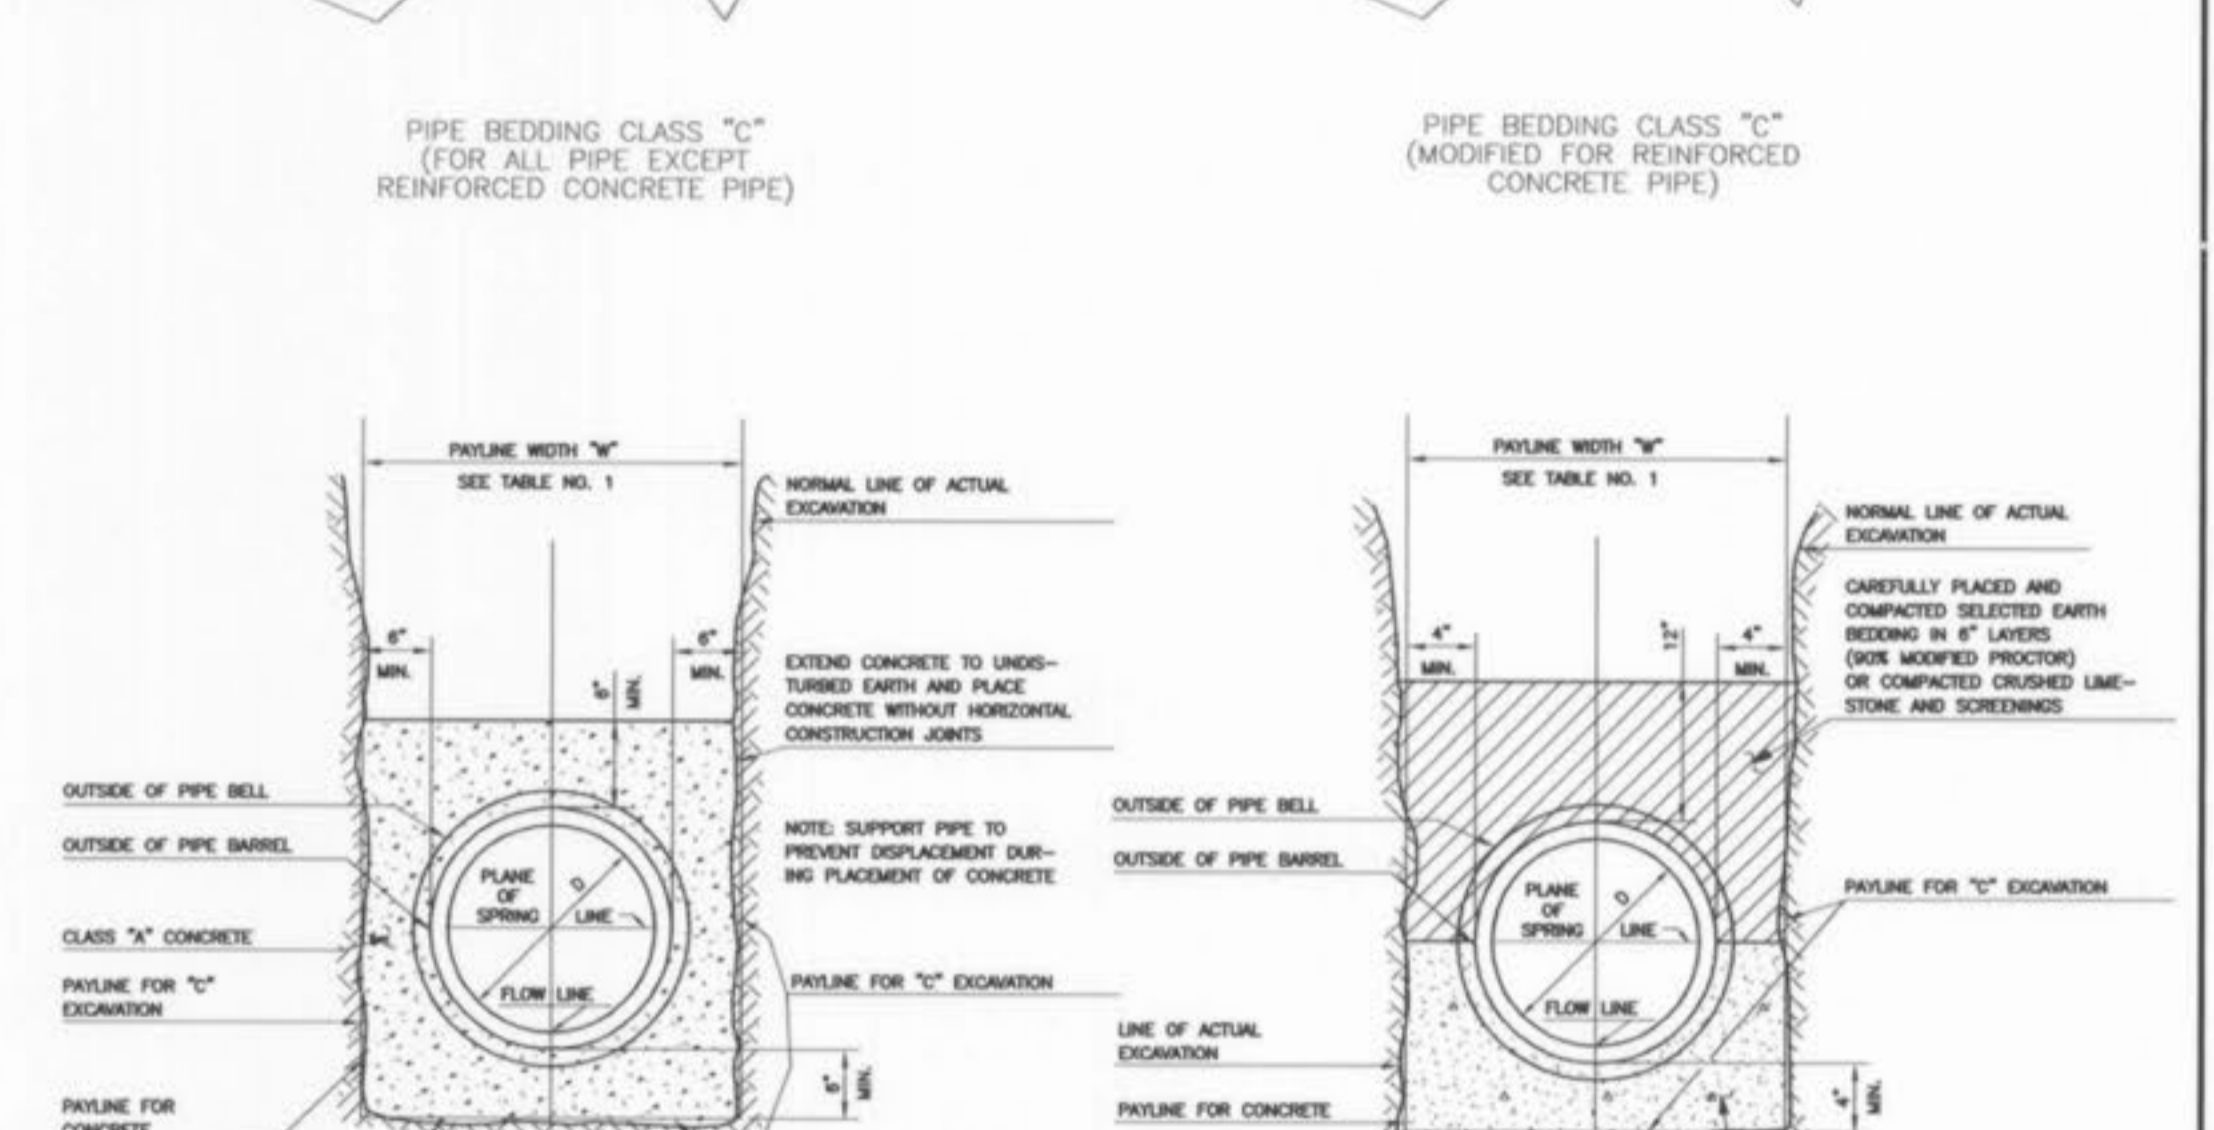 PIPE BEDDING CLASS "C"
(FOR ALL PIPE EXCEPT
REINFORCED CONCRETE PIPE)
PIPE BEDDING CLASS "C"
(MODIFIED FOR REINFORCED
CONCRETE PIPE)
PAYLINE WIDTH "W"
SEE TABLE NO. 1
NORMAL LINE OF ACTUAL
EXCAVATION
6"
MIN.
6"
MIN.
6"
MIN.
EXTEND CONCRETE TO UNDIS-
TURBED EARTH AND PLACE
CONCRETE WITHOUT HORIZONTAL
CONSTRUCTION JOINTS
OUTSIDE OF PIPE BELL
OUTSIDE OF PIPE BARREL
NOTE: SUPPORT PIPE TO
PREVENT DISPLACEMENT DUR-
ING PLACEMENT OF CONCRETE
PLANE
OF
SPRING LINE
D
FLOW LINE
CLASS "A" CONCRETE
PAYLINE FOR "C"
EXCAVATION
PAYLINE FOR "C" EXCAVATION
6"
MIN.
PAYLINE FOR
CONCRETE
PAYLINE WIDTH "W"
SEE TABLE NO. 1
NORMAL LINE OF ACTUAL
EXCAVATION
CAREFULLY PLACED AND
COMPACTED SELECTED EARTH
BEDDING IN 6" LAYERS
(90% MODIFIED PROCTOR)
OR COMPACTED CRUSHED LIME-
STONE AND SCREENINGS
4"
MIN.
12"
4"
MIN.
OUTSIDE OF PIPE BELL
OUTSIDE OF PIPE BARREL
PLANE
OF
SPRING LINE
D
FLOW LINE
PAYLINE FOR "C" EXCAVATION
LINE OF ACTUAL
EXCAVATION
PAYLINE FOR CONCRETE
4"
MIN.